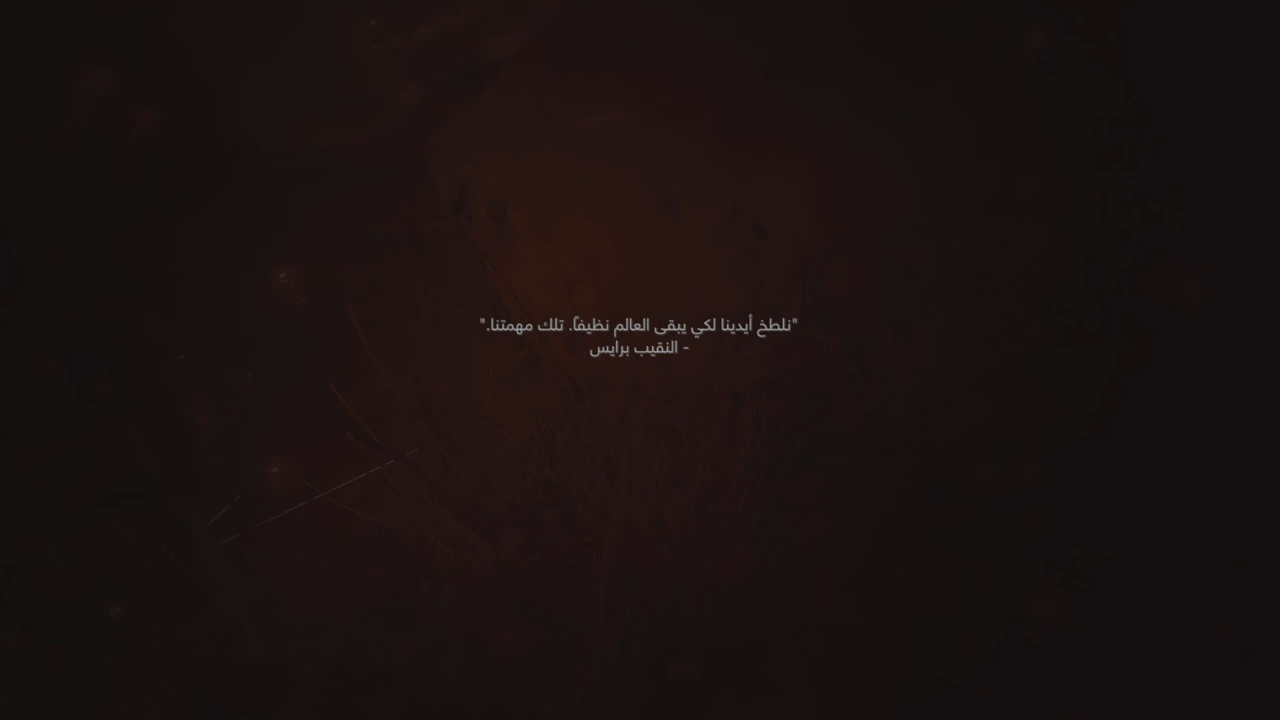 "نلطخ أيدينا لكي يبقى العالم نظيفاً. تلك مهمتنا."
- النقيب برايس